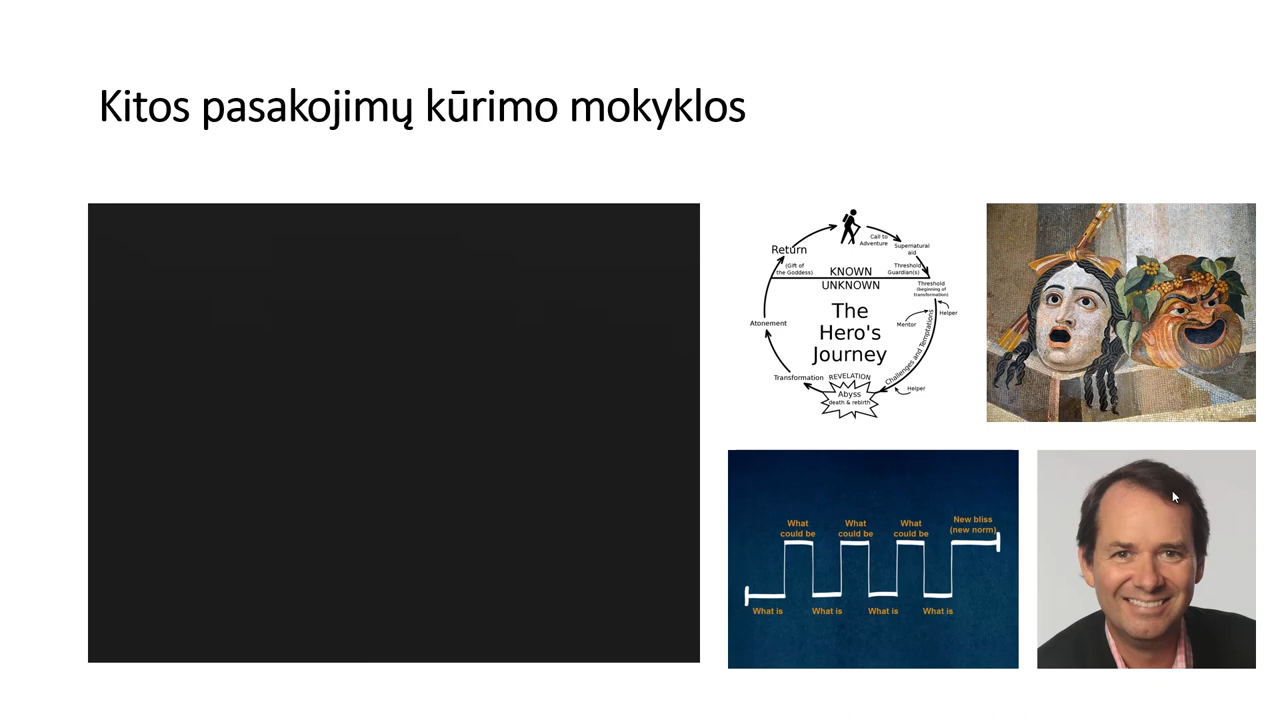 Kitos pasakojimų kūrimo mokyklos
Call to
Adventure
Supernatural
aid
Return
(Gift of
the Goddess)
KNOWN
Threshold
Guardian(s)
UNKNOWN
Threshold
(beginning of
transformation)
The
Hero's
Journey
Helper
Mentor
Challenges and Temptations
Atonement
Transformation
REVELATION
Abyss
death & rebirth
Helper
What
could be
What
could be
What
could be
New bliss
(new norm)
What is
What is
What is
What is